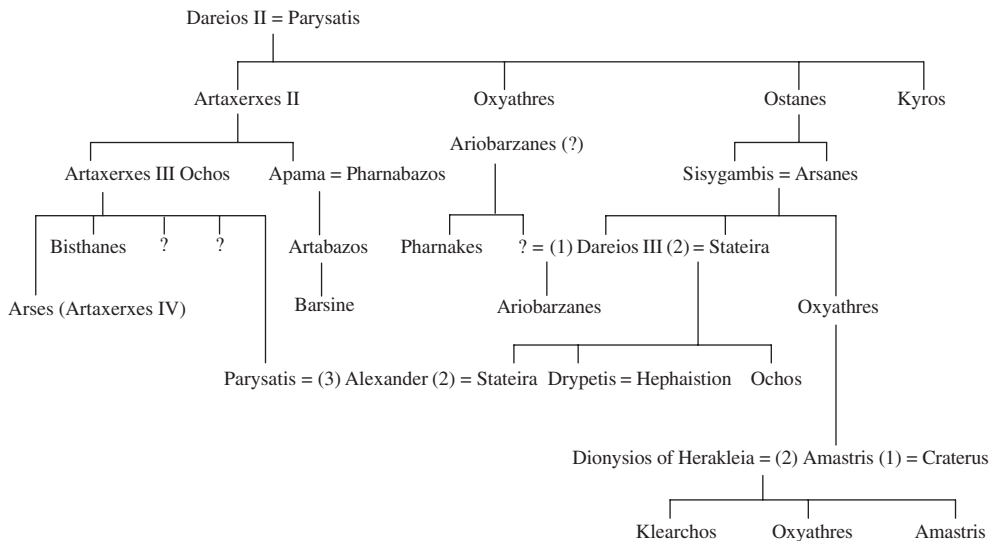 Dareios II = Parysatis
Artaxerxes II Oxyathres Ostanes Kyros
Ariobarzanes (?)
Artaxerxes III Ochos Apama = Pharnabazos Sisygambis = Arsanes
Bisthanes ? ? Artabazos Pharnakes ? = (1) Dareios III (2) = Stateira
Arses (Artaxerxes IV) Barsine Ariobarzanes Oxyathres
Parysatis = (3) Alexander (2) = Stateira Drypetis = Hephaistion Ochos
Dionysios of Herakleia = (2) Amastris (1) = Craterus
Klearchos Oxyathres Amastris